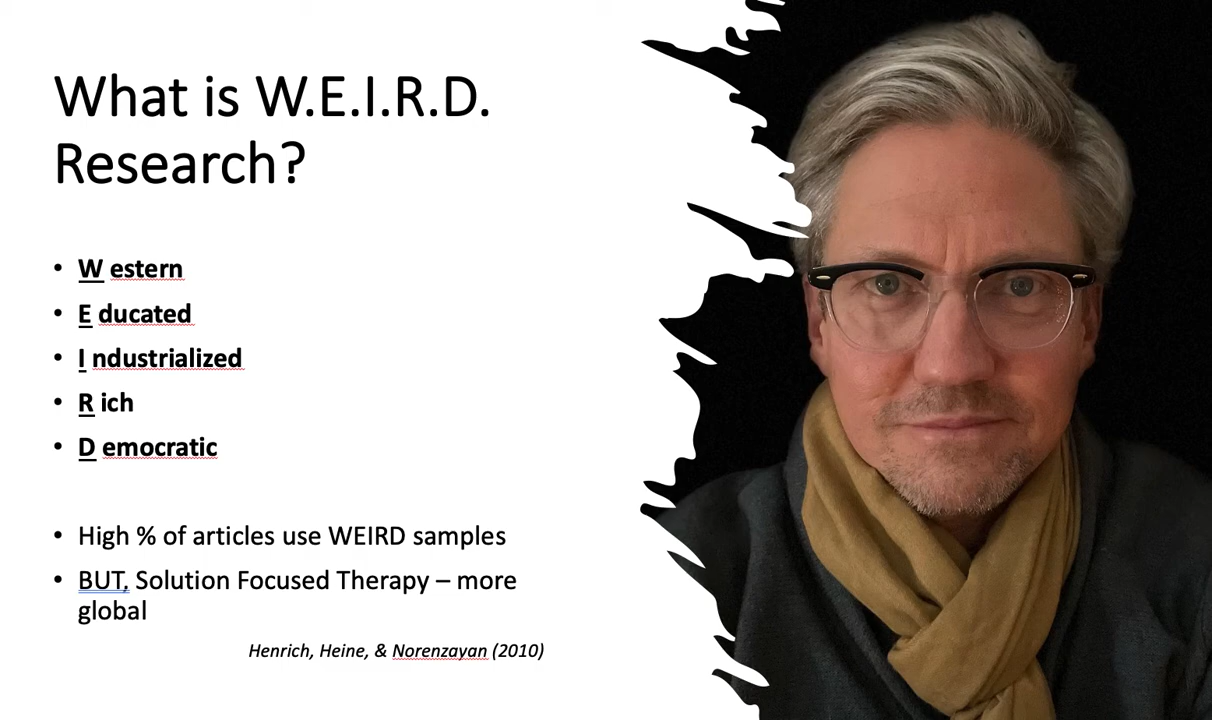 What is W.E.I.R.D.
Research?
• W estern
• E ducated
• I ndustrialized
• R ich
• D emocratic
• High % of articles use WEIRD samples
• BUT, Solution Focused Therapy – more
global
Henrich, Heine, & Norenzayan (2010)